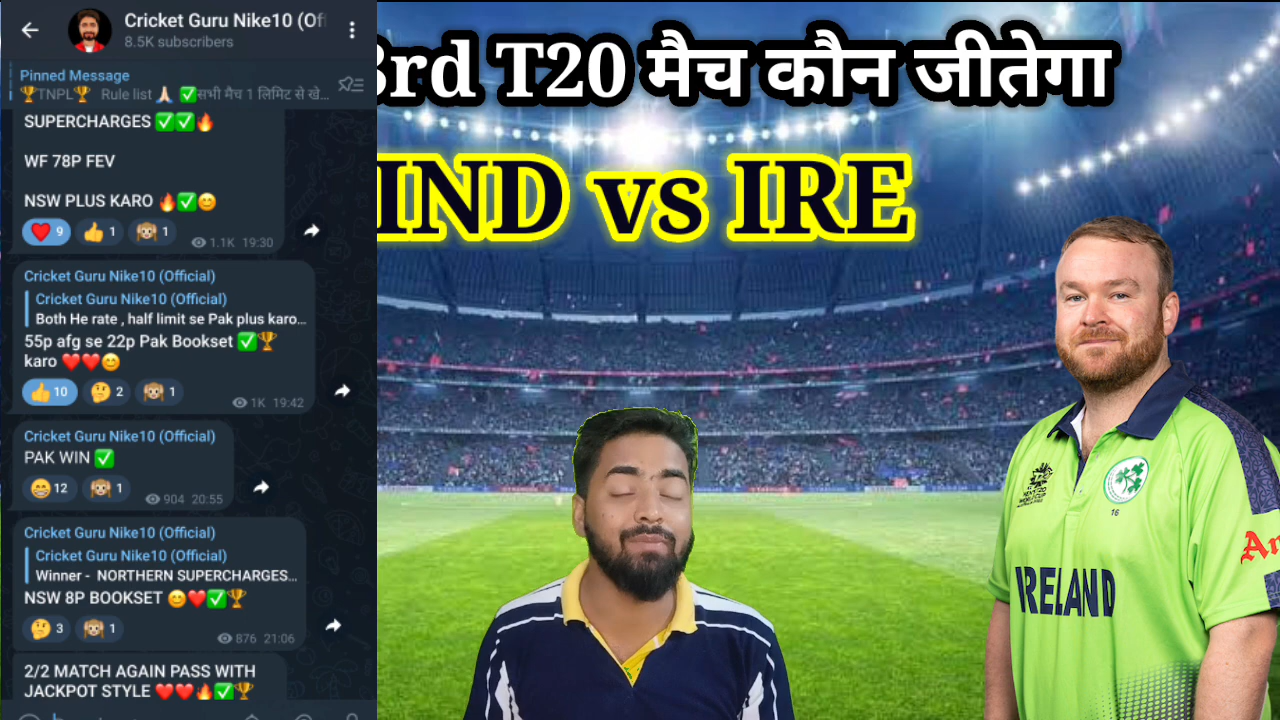 Cricket Guru Nike10 (Of
8.5K subscribers
Pinned Message
🏆TNPL🏆 Rule list 🙏🏻 ✅सभी मैच 1 लिमिट से खे...
SUPERCHARGES ✅✅🔥
WF 78P FEV
NSW PLUS KARO 🔥✅😊
❤️ 9 👍 1 🙉 1
1.1K 19:30
Cricket Guru Nike10 (Official)
Cricket Guru Nike10 (Official)
Both He rate , half limit se Pak plus karo...
55p afg se 22p Pak Bookset ✅🏆
karo ❤️❤️😊
👍 10 🤔 2 🙉 1
1K 19:42
Cricket Guru Nike10 (Official)
PAK WIN ✅
😁 12 🙉 1
904 20:55
Cricket Guru Nike10 (Official)
Cricket Guru Nike10 (Official)
Winner - NORTHERN SUPERCHARGES...
NSW 8P BOOKSET 😊❤️✅🏆
🤔 3 🙉 1
876 21:06
2/2 MATCH AGAIN PASS WITH
JACKPOT STYLE ❤️❤️🔥✅🏆
3rd T20 मैच कौन जीतेगा
IND vs IRE
16
IRELAND